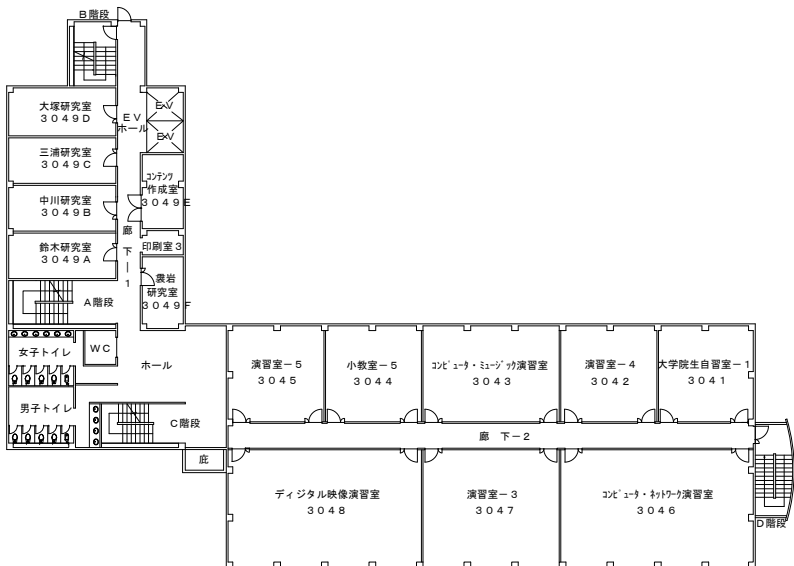 B階段
EV
EV
EV
ホール
大塚研究室
3049D
三浦研究室
3049C
中川研究室
3049B
鈴木研究室
3049A
コンテンツ
作成室
3049E
廊
下
|
1
印刷室3
研究室
3049F
A階段
女子トイレ
WC
ホール
男子トイレ
C階段
庇
演習室-5
3045
小教室-5
3044
コンピュータ・ミュージック演習室
3043
演習室-4
3042
大学院生自習室-1
3041
廊 下-2
ディジタル映像演習室
3048
演習室-3
3047
コンピュータ・ネットワーク演習室
3046
D階段